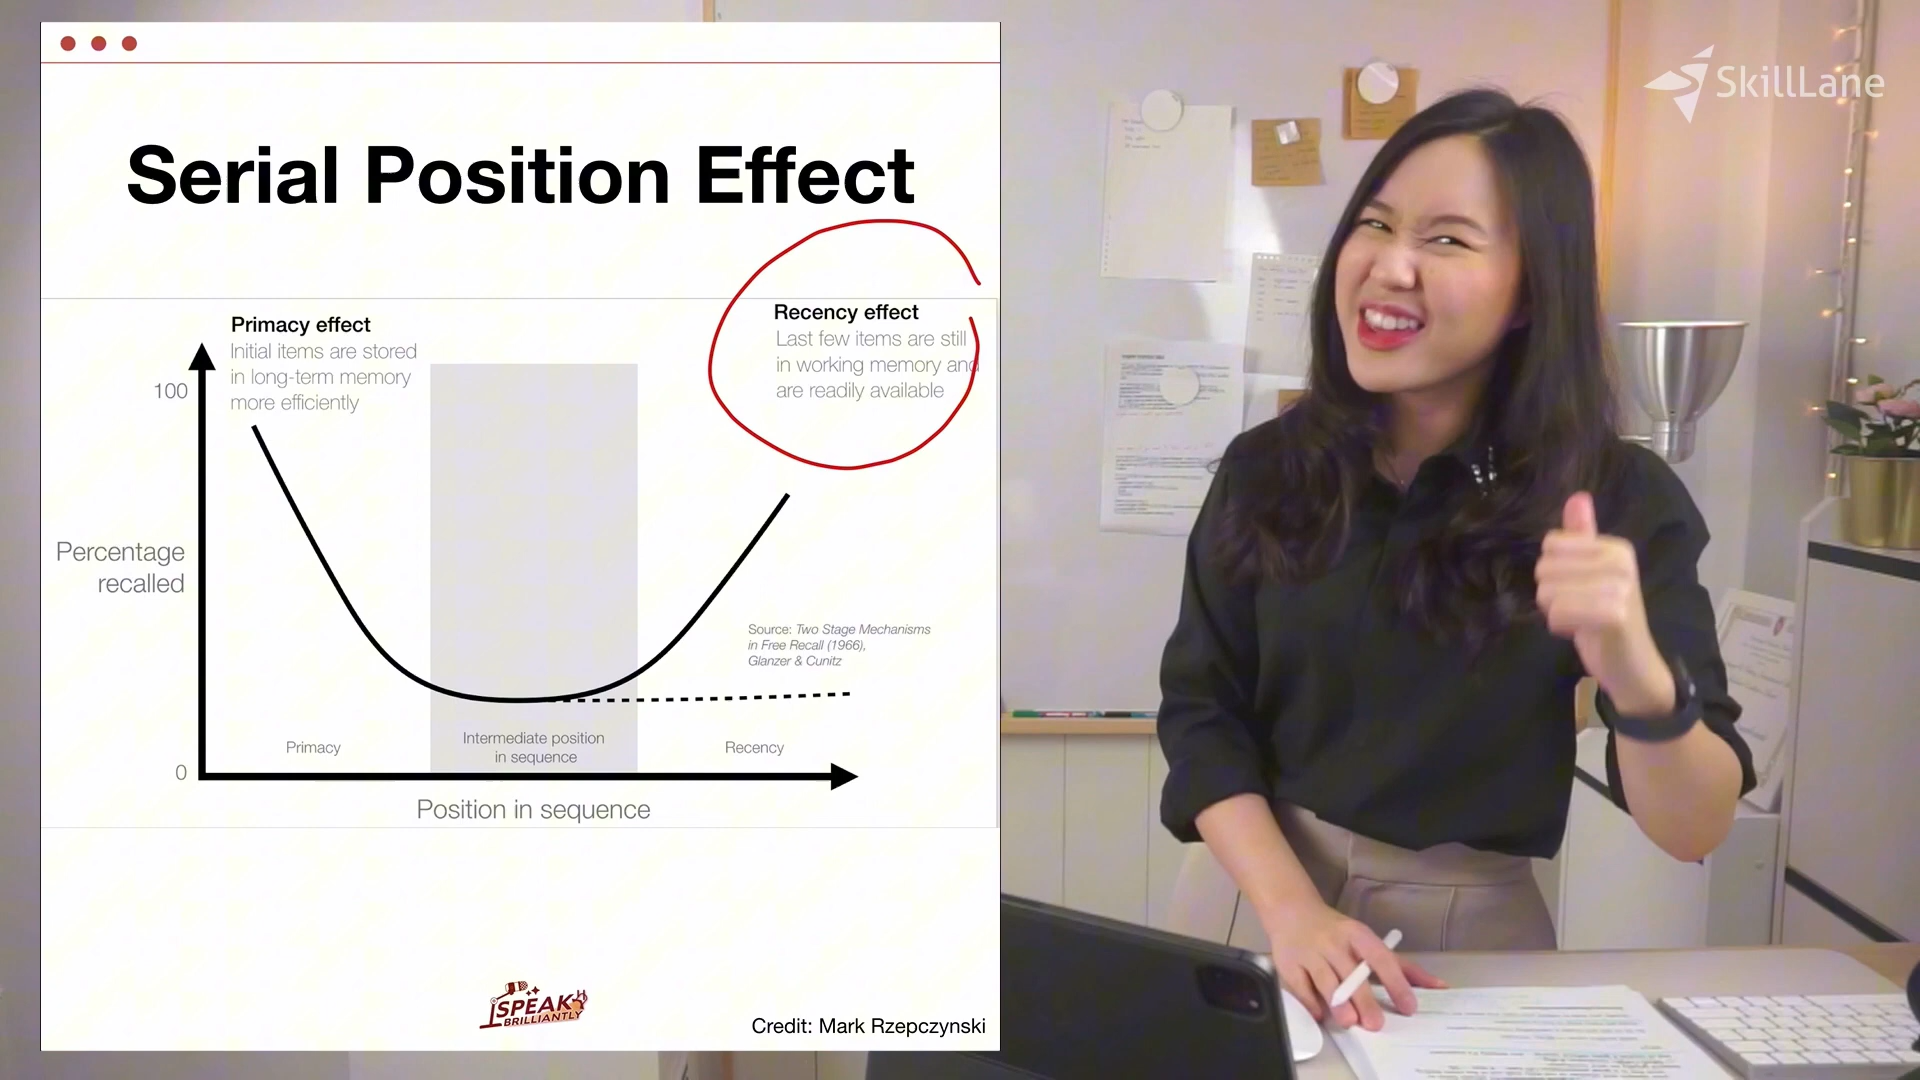 SkillLane
Serial Position Effect
Primacy effect
Initial items are stored
in long-term memory
more efficiently
Recency effect
Last few items are still
in working memory and
are readily available
100
Percentage
recalled
Source: Two Stage Mechanisms
in Free Recall (1966),
Glanzer & Cunitz
Primacy
Intermediate position
in sequence
Recency
0
Position in sequence
SPEAK
BRILLIANTLY
Credit: Mark Rzepczynski